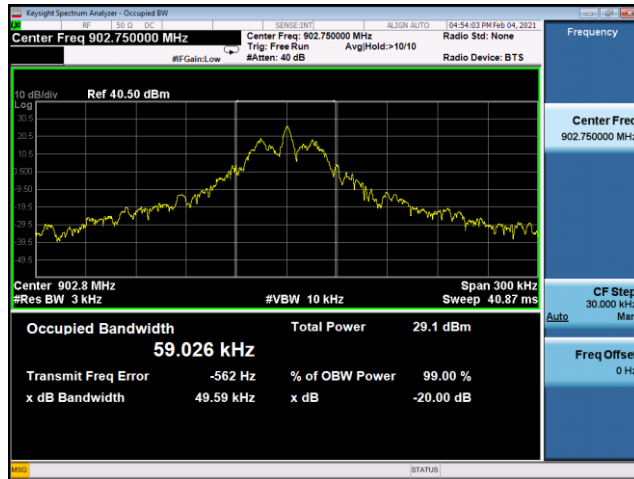 Keysight Spectrum Analyzer - Occupied BW
RF 50 Ω DC SENSE:INT ALIGN AUTO 04:54:03 PM Feb 04, 2021
Center Freq 902.750000 MHz
Center Freq: 902.750000 MHz Radio Std: None
Trig: Free Run Avg|Hold:>10/10
#IFGain:Low #Atten: 40 dB Radio Device: BTS
10 dB/div Ref 40.50 dBm
Log
30.5
20.5
10.5
0.500
-9.50
-19.5
-29.5
-39.5
-49.5
Center 902.8 MHz Span 300 kHz
#Res BW 3 kHz #VBW 10 kHz Sweep 40.87 ms
Occupied Bandwidth Total Power 29.1 dBm
59.026 kHz
Transmit Freq Error -562 Hz % of OBW Power 99.00 %
x dB Bandwidth 49.59 kHz x dB -20.00 dB
MSG STATUS
Frequency
Center Freq
902.750000 MHz
CF Step
30.000 kHz
Auto Man
Freq Offset
0 Hz